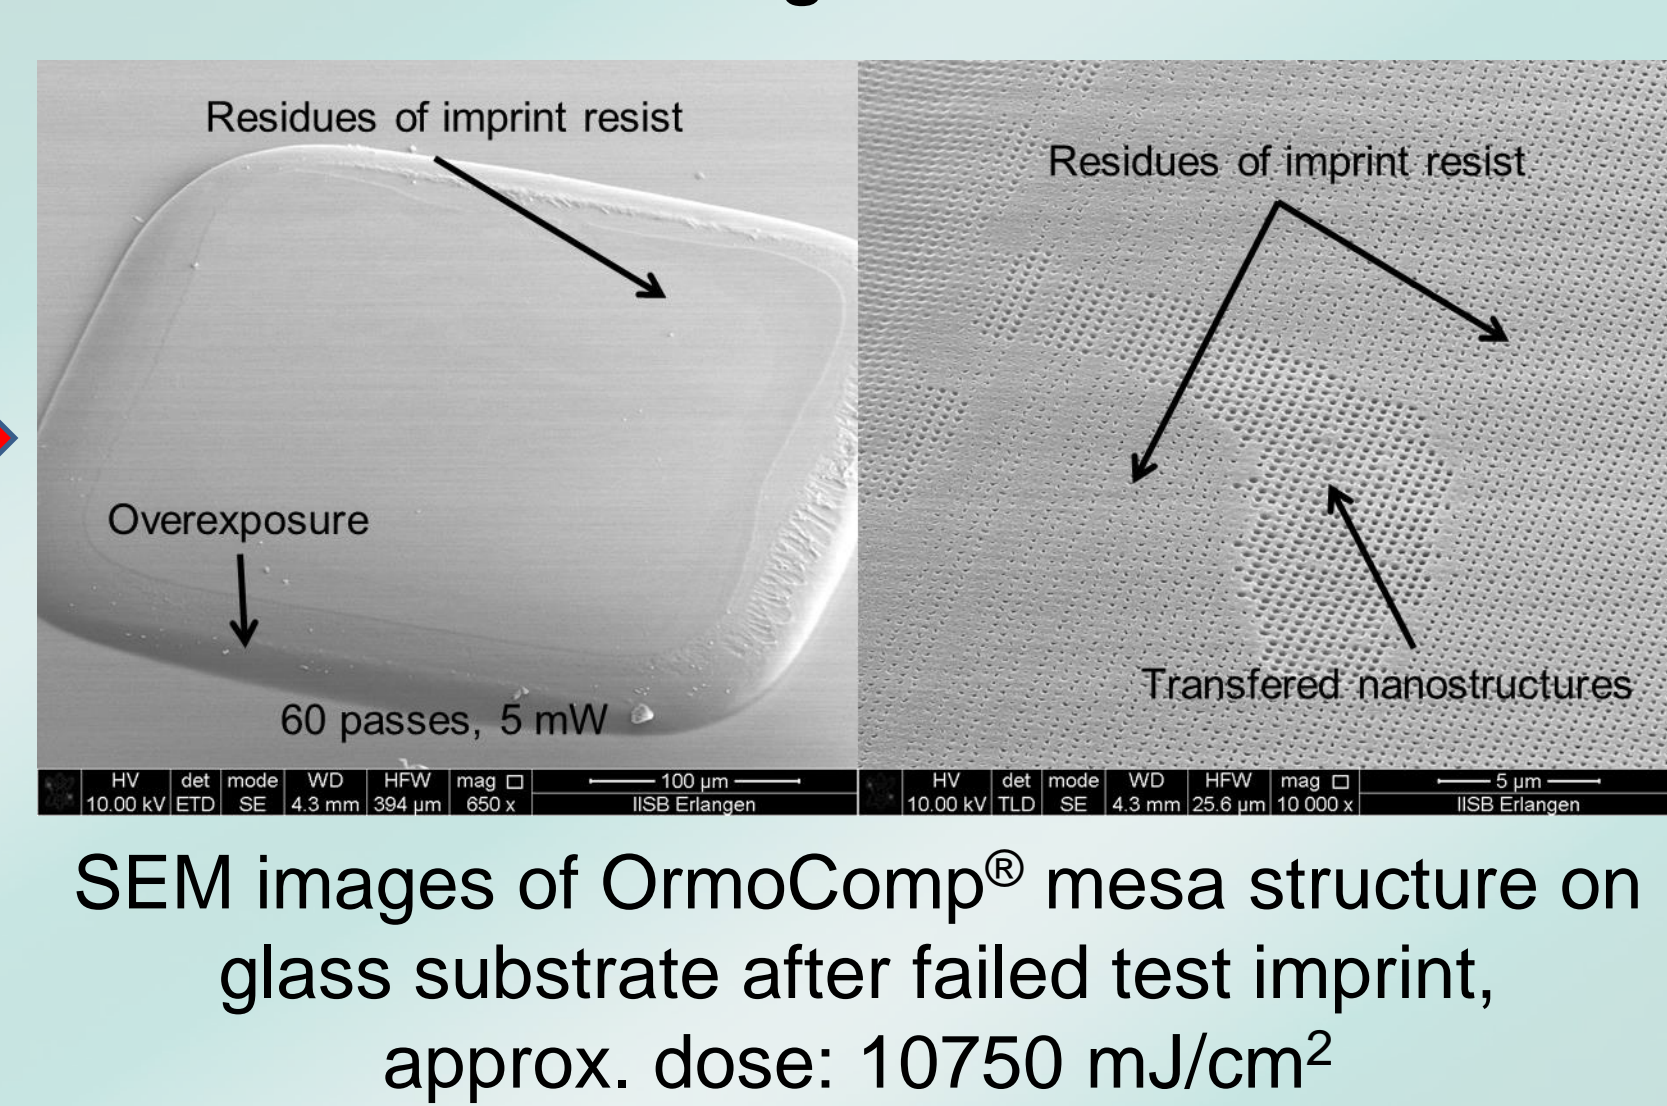 Residues of imprint resist
Overexposure
60 passes, 5 mW
HV det mode WD HFW mag □ 100 µm
10.00 kV ETD SE 4.3 mm 394 µm 650 x IISB Erlangen
Residues of imprint resist
Transfered nanostructures
HV det mode WD HFW mag □ 5 µm
10.00 kV TLD SE 4.3 mm 25.6 µm 10 000 x IISB Erlangen
SEM images of OrmoComp® mesa structure on
glass substrate after failed test imprint,
approx. dose: 10750 mJ/cm²